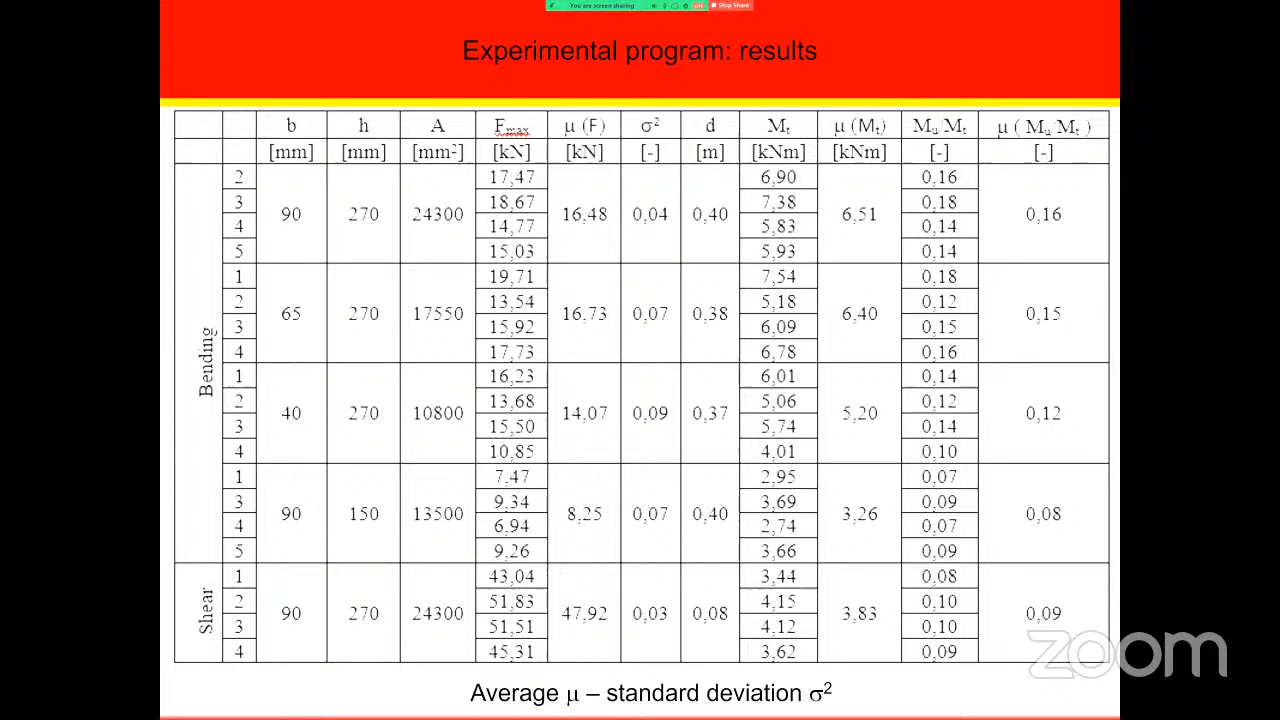 You are screen sharing Stop Share
Experimental program: results
b h A Fmax μ (F) σ² d Mt μ (Mt) Mu/Mt μ ( Mu/Mt )
[mm] [mm] [mm²] [kN] [kN] [-] [m] [kNm] [kNm] [-] [-]
Bending
2 17,47 6,90 0,16
3 18,67 7,38 0,18
90 270 24300 16,48 0,04 0,40 6,51 0,16
4 14,77 5,83 0,14
5 15,03 5,93 0,14
1 19,71 7,54 0,18
2 13,54 5,18 0,12
65 270 17550 16,73 0,07 0,38 6,40 0,15
3 15,92 6,09 0,15
4 17,73 6,78 0,16
1 16,23 6,01 0,14
2 13,68 5,06 0,12
40 270 10800 14,07 0,09 0,37 5,20 0,12
3 15,50 5,74 0,14
4 10,85 4,01 0,10
1 7,47 2,95 0,07
3 9,34 3,69 0,09
90 150 13500 8,25 0,07 0,40 3,26 0,08
4 6,94 2,74 0,07
5 9,26 3,66 0,09
Shear
1 43,04 3,44 0,08
2 51,83 4,15 0,10
90 270 24300 47,92 0,03 0,08 3,83 0,09
3 51,51 4,12 0,10
4 45,31 3,62 0,09
zoom
Average μ – standard deviation σ²